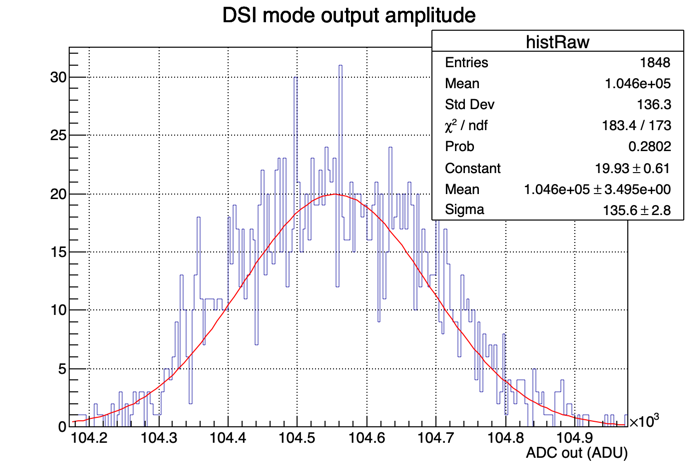 DSI mode output amplitude
histRaw
Entries 1848
Mean 1.046e+05
Std Dev 136.3
χ² / ndf 183.4 / 173
Prob 0.2802
Constant 19.93 ± 0.61
Mean 1.046e+05 ± 3.495e+00
Sigma 135.6 ± 2.8
30
25
20
15
10
5
0
104.2 104.3 104.4 104.5 104.6 104.7 104.8 104.9
×10³
ADC out (ADU)